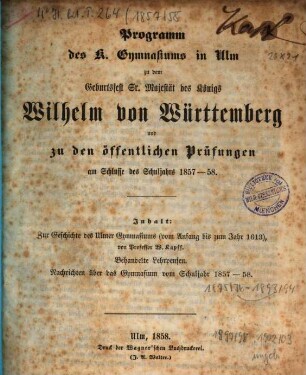 Programm
des K. Gymnasiums in Ulm
zu dem
Geburtsfest Sr. Majestät des Königs
Wilhelm von Württemberg
und
zu den öffentlichen Prüfungen
am Schlusse des Schuljahrs 1857—58.
Inhalt:
Zur Geschichte des Ulmer Gymnasiums (vom Anfang bis zum Jahr 1613),
von Professor W. Kapff.
Behandelte Lehrpensen.
Nachrichten über das Gymnasium vom Schuljahr 1857—58.
Ulm, 1858.
Druck der Wagner'schen Buchdruckerei.